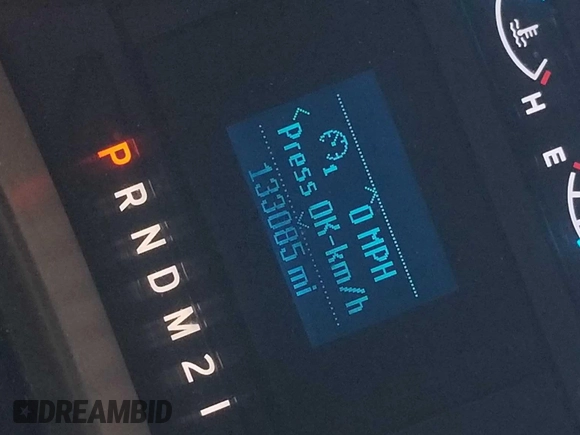 0 MPH
Press OK-km/h
133085 mi
P R N D M 2 1
H
E
DREAMBID